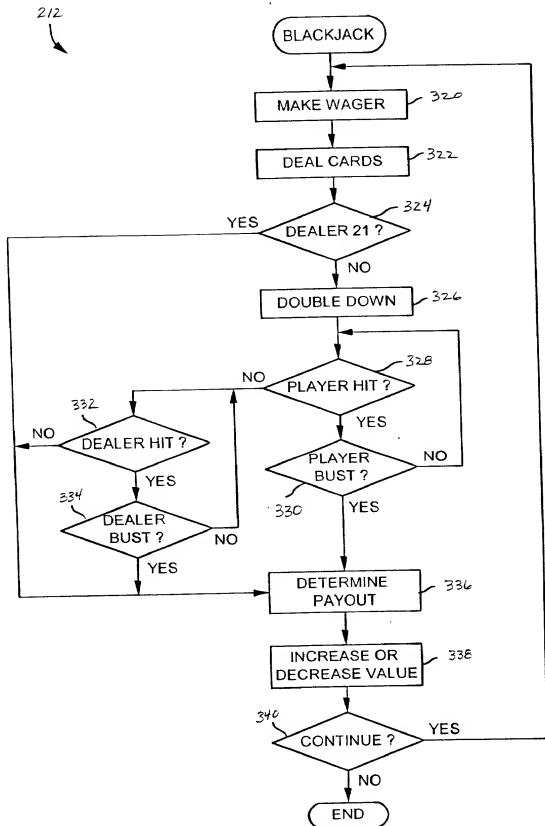 212
BLACKJACK
MAKE WAGER
320
DEAL CARDS
322
324
YES
DEALER 21 ?
NO
DOUBLE DOWN
326
328
NO
PLAYER HIT ?
YES
332
NO
DEALER HIT ?
YES
PLAYER
BUST ?
NO
330
YES
334
DEALER
BUST ?
NO
YES
DETERMINE
PAYOUT
336
INCREASE OR
DECREASE VALUE
338
340
CONTINUE ?
YES
NO
END